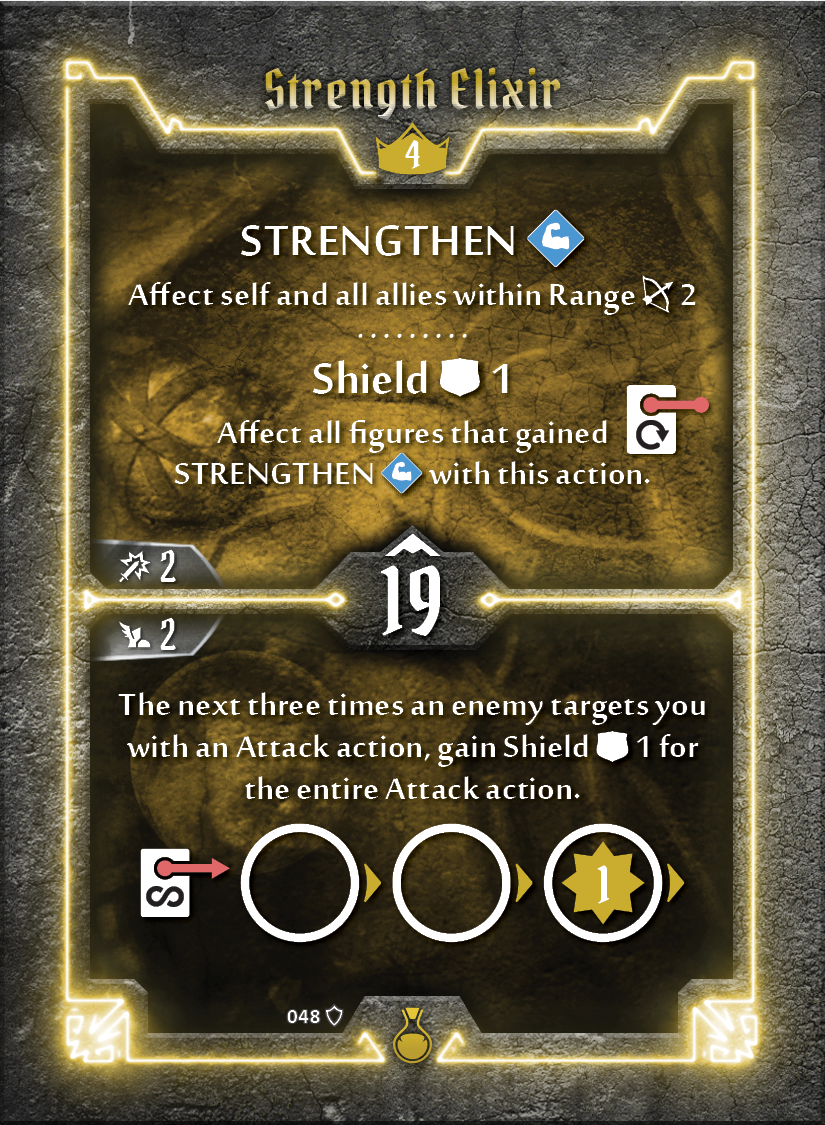 Strength Elixir
4
STRENGTHEN
Affect self and all allies within Range 2
.........
Shield 1
Affect all figures that gained
STRENGTHEN with this action.
2
19
2
The next three times an enemy targets you
with an Attack action, gain Shield 1 for
the entire Attack action.
1
048